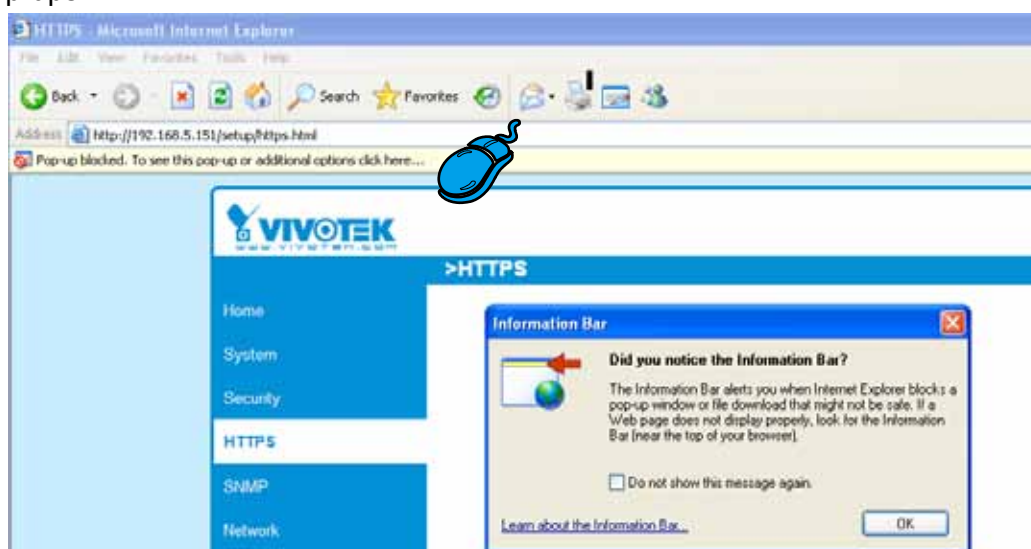 HTTPS - Microsoft Internet Explorer
File Edit View Favorites Tools Help
Back Search Favorites
Address http://192.168.5.151/setup/https.html
Pop-up blocked. To see this pop-up or additional options click here...
VIVOTEK
www.vivotek.com
>HTTPS
Home
System
Security
HTTPS
SNMP
Network
Information Bar
Did you notice the Information Bar?
The Information Bar alerts you when Internet Explorer blocks a
pop-up window or file download that might not be safe. If a
Web page does not display properly, look for the Information
Bar (near the top of your browser).
Do not show this message again.
Learn about the Information Bar...
OK